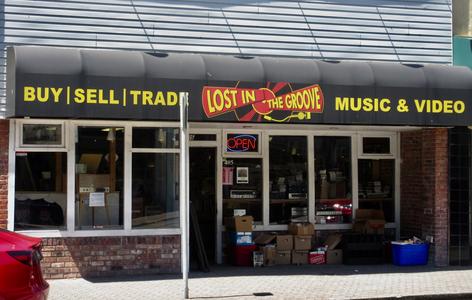 BUY | SELL | TRADE
LOST IN
THE GROOVE
MUSIC & VIDEO
OPEN